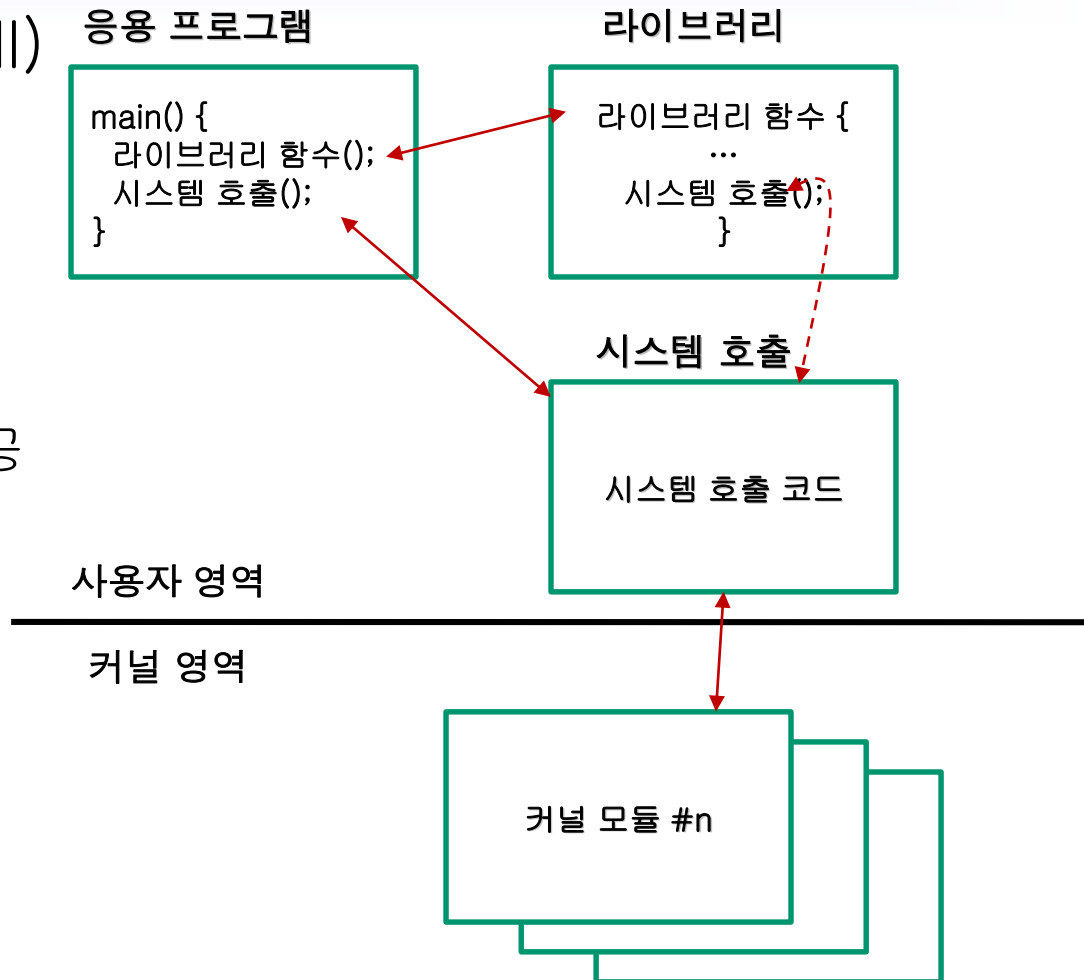 응용 프로그램
main() {
라이브러리 함수();
시스템 호출();
}
라이브러리
라이브러리 함수 {
...
시스템 호출();
}
시스템 호출
시스템 호출 코드
사용자 영역
커널 영역
커널 모듈 #n